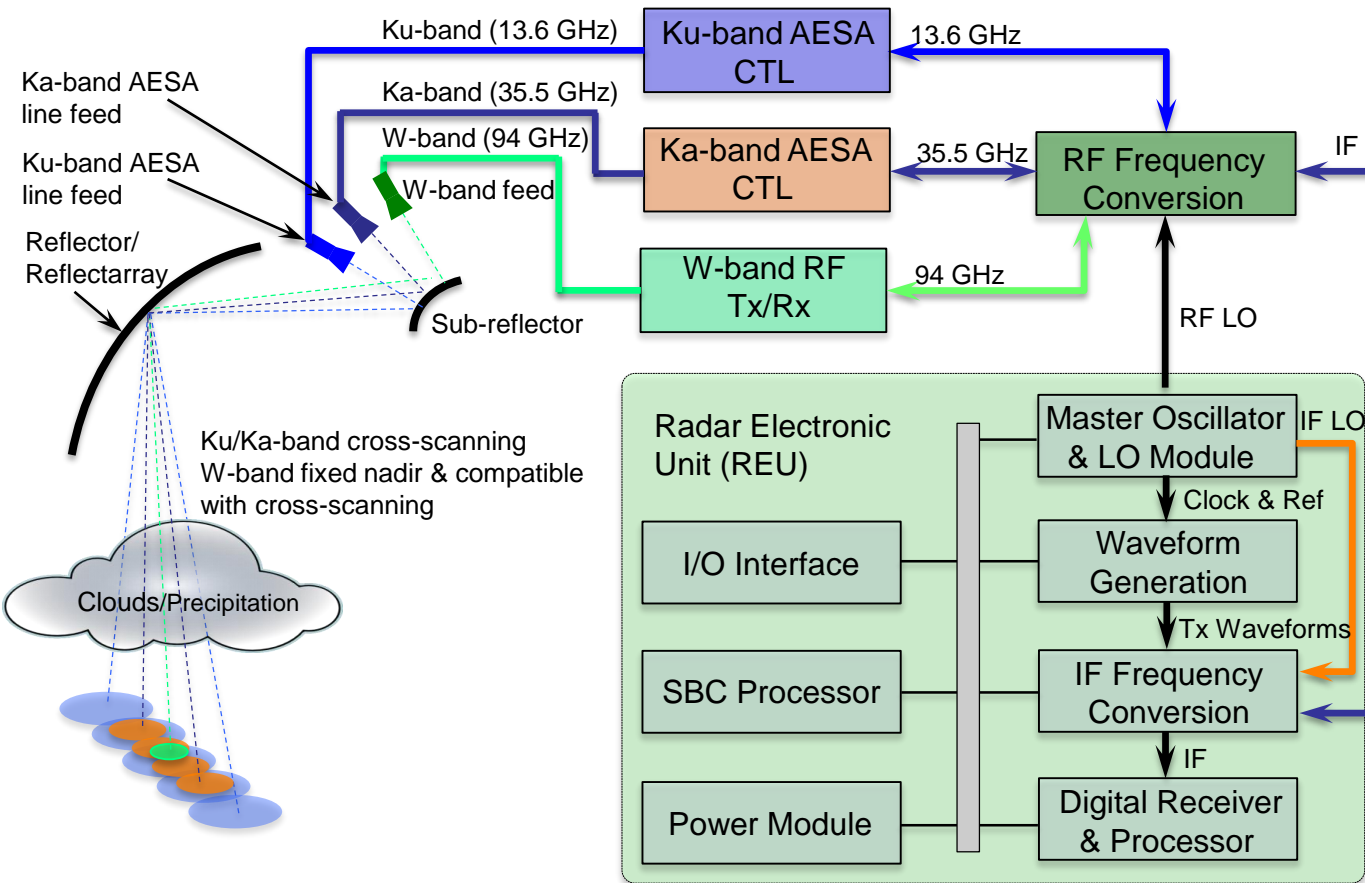 Ku-band (13.6 GHz)
Ku-band AESA
CTL
13.6 GHz
Ka-band AESA
line feed
Ka-band (35.5 GHz)
W-band (94 GHz)
Ka-band AESA
CTL
35.5 GHz
RF Frequency
Conversion
IF
Ku-band AESA
line feed
W-band feed
Reflector/
Reflectarray
W-band RF
Tx/Rx
94 GHz
Sub-reflector
RF LO
Radar Electronic
Unit (REU)
Master Oscillator
& LO Module
IF LO
Ku/Ka-band cross-scanning
W-band fixed nadir & compatible
with cross-scanning
Clock & Ref
I/O Interface
Waveform
Generation
Clouds/Precipitation
Tx Waveforms
SBC Processor
IF Frequency
Conversion
IF
Power Module
Digital Receiver
& Processor